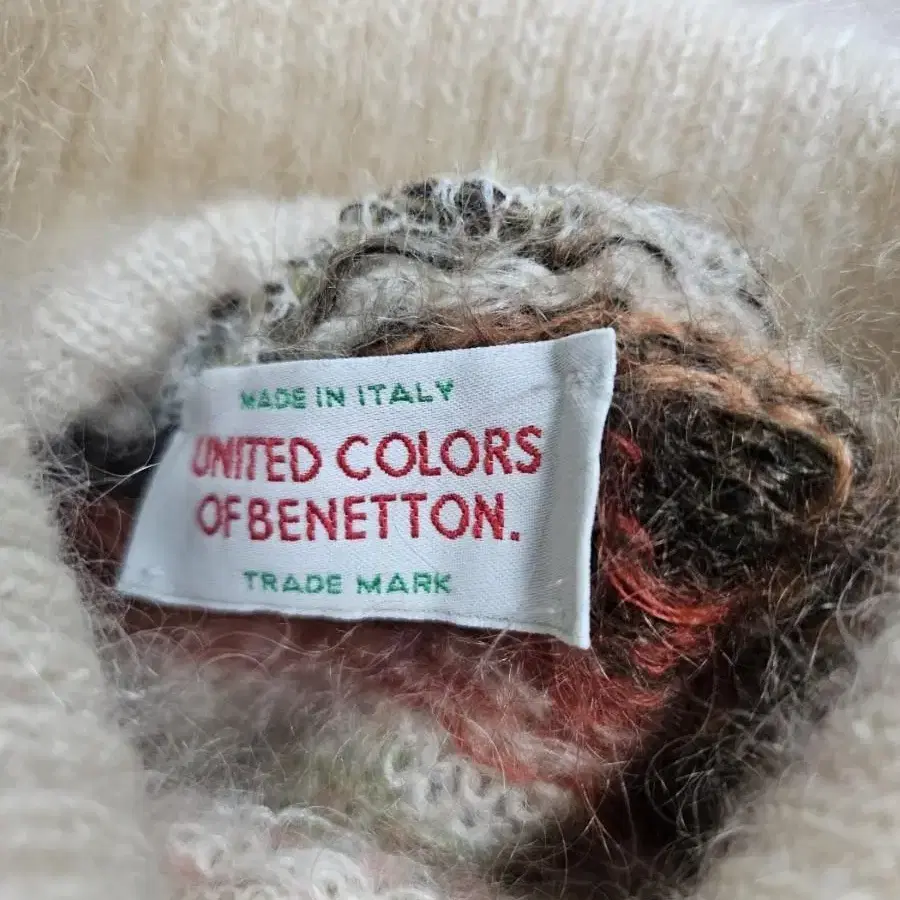 MADE IN ITALY
UNITED COLORS
OF BENETTON.
TRADE MARK